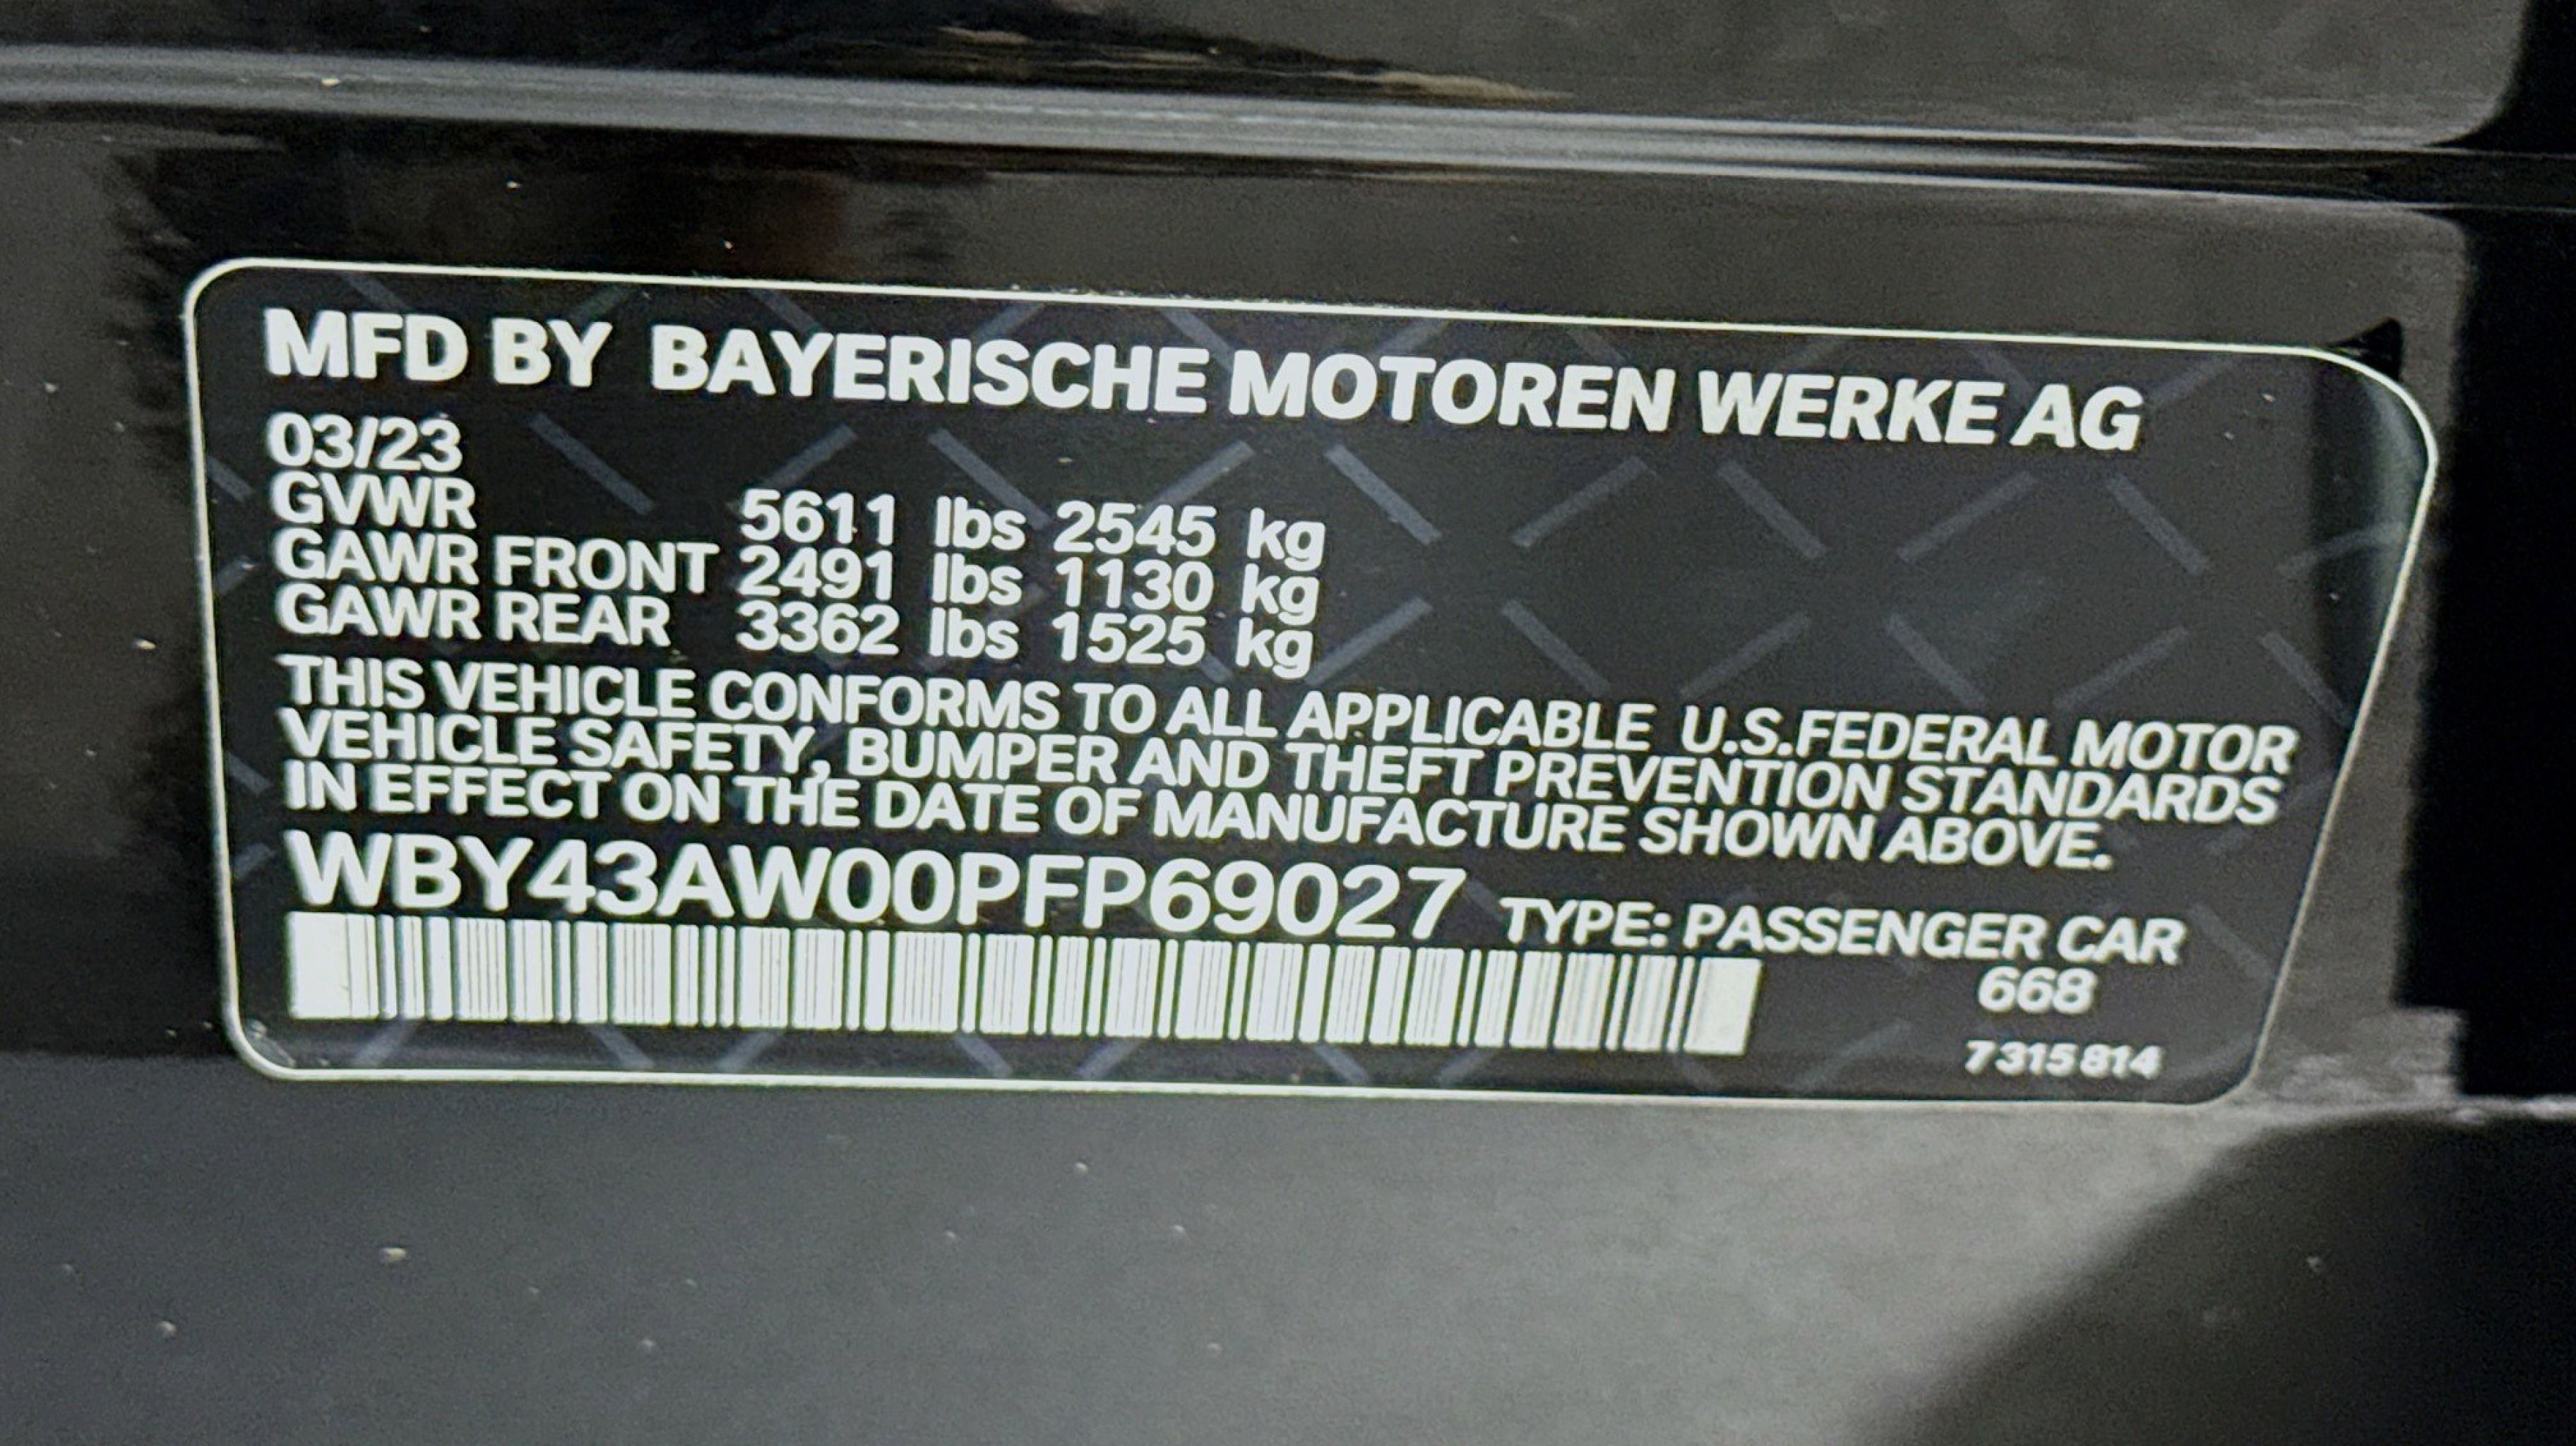 MFD BY BAYERISCHE MOTOREN WERKE AG
03/23
GVWR 5611 lbs 2545 kg
GAWR FRONT 2491 lbs 1130 kg
GAWR REAR 3362 lbs 1525 kg
THIS VEHICLE CONFORMS TO ALL APPLICABLE U.S.FEDERAL MOTOR
VEHICLE SAFETY, BUMPER AND THEFT PREVENTION STANDARDS
IN EFFECT ON THE DATE OF MANUFACTURE SHOWN ABOVE.
WBY43AW00PFP69027 TYPE: PASSENGER CAR
668
7315814